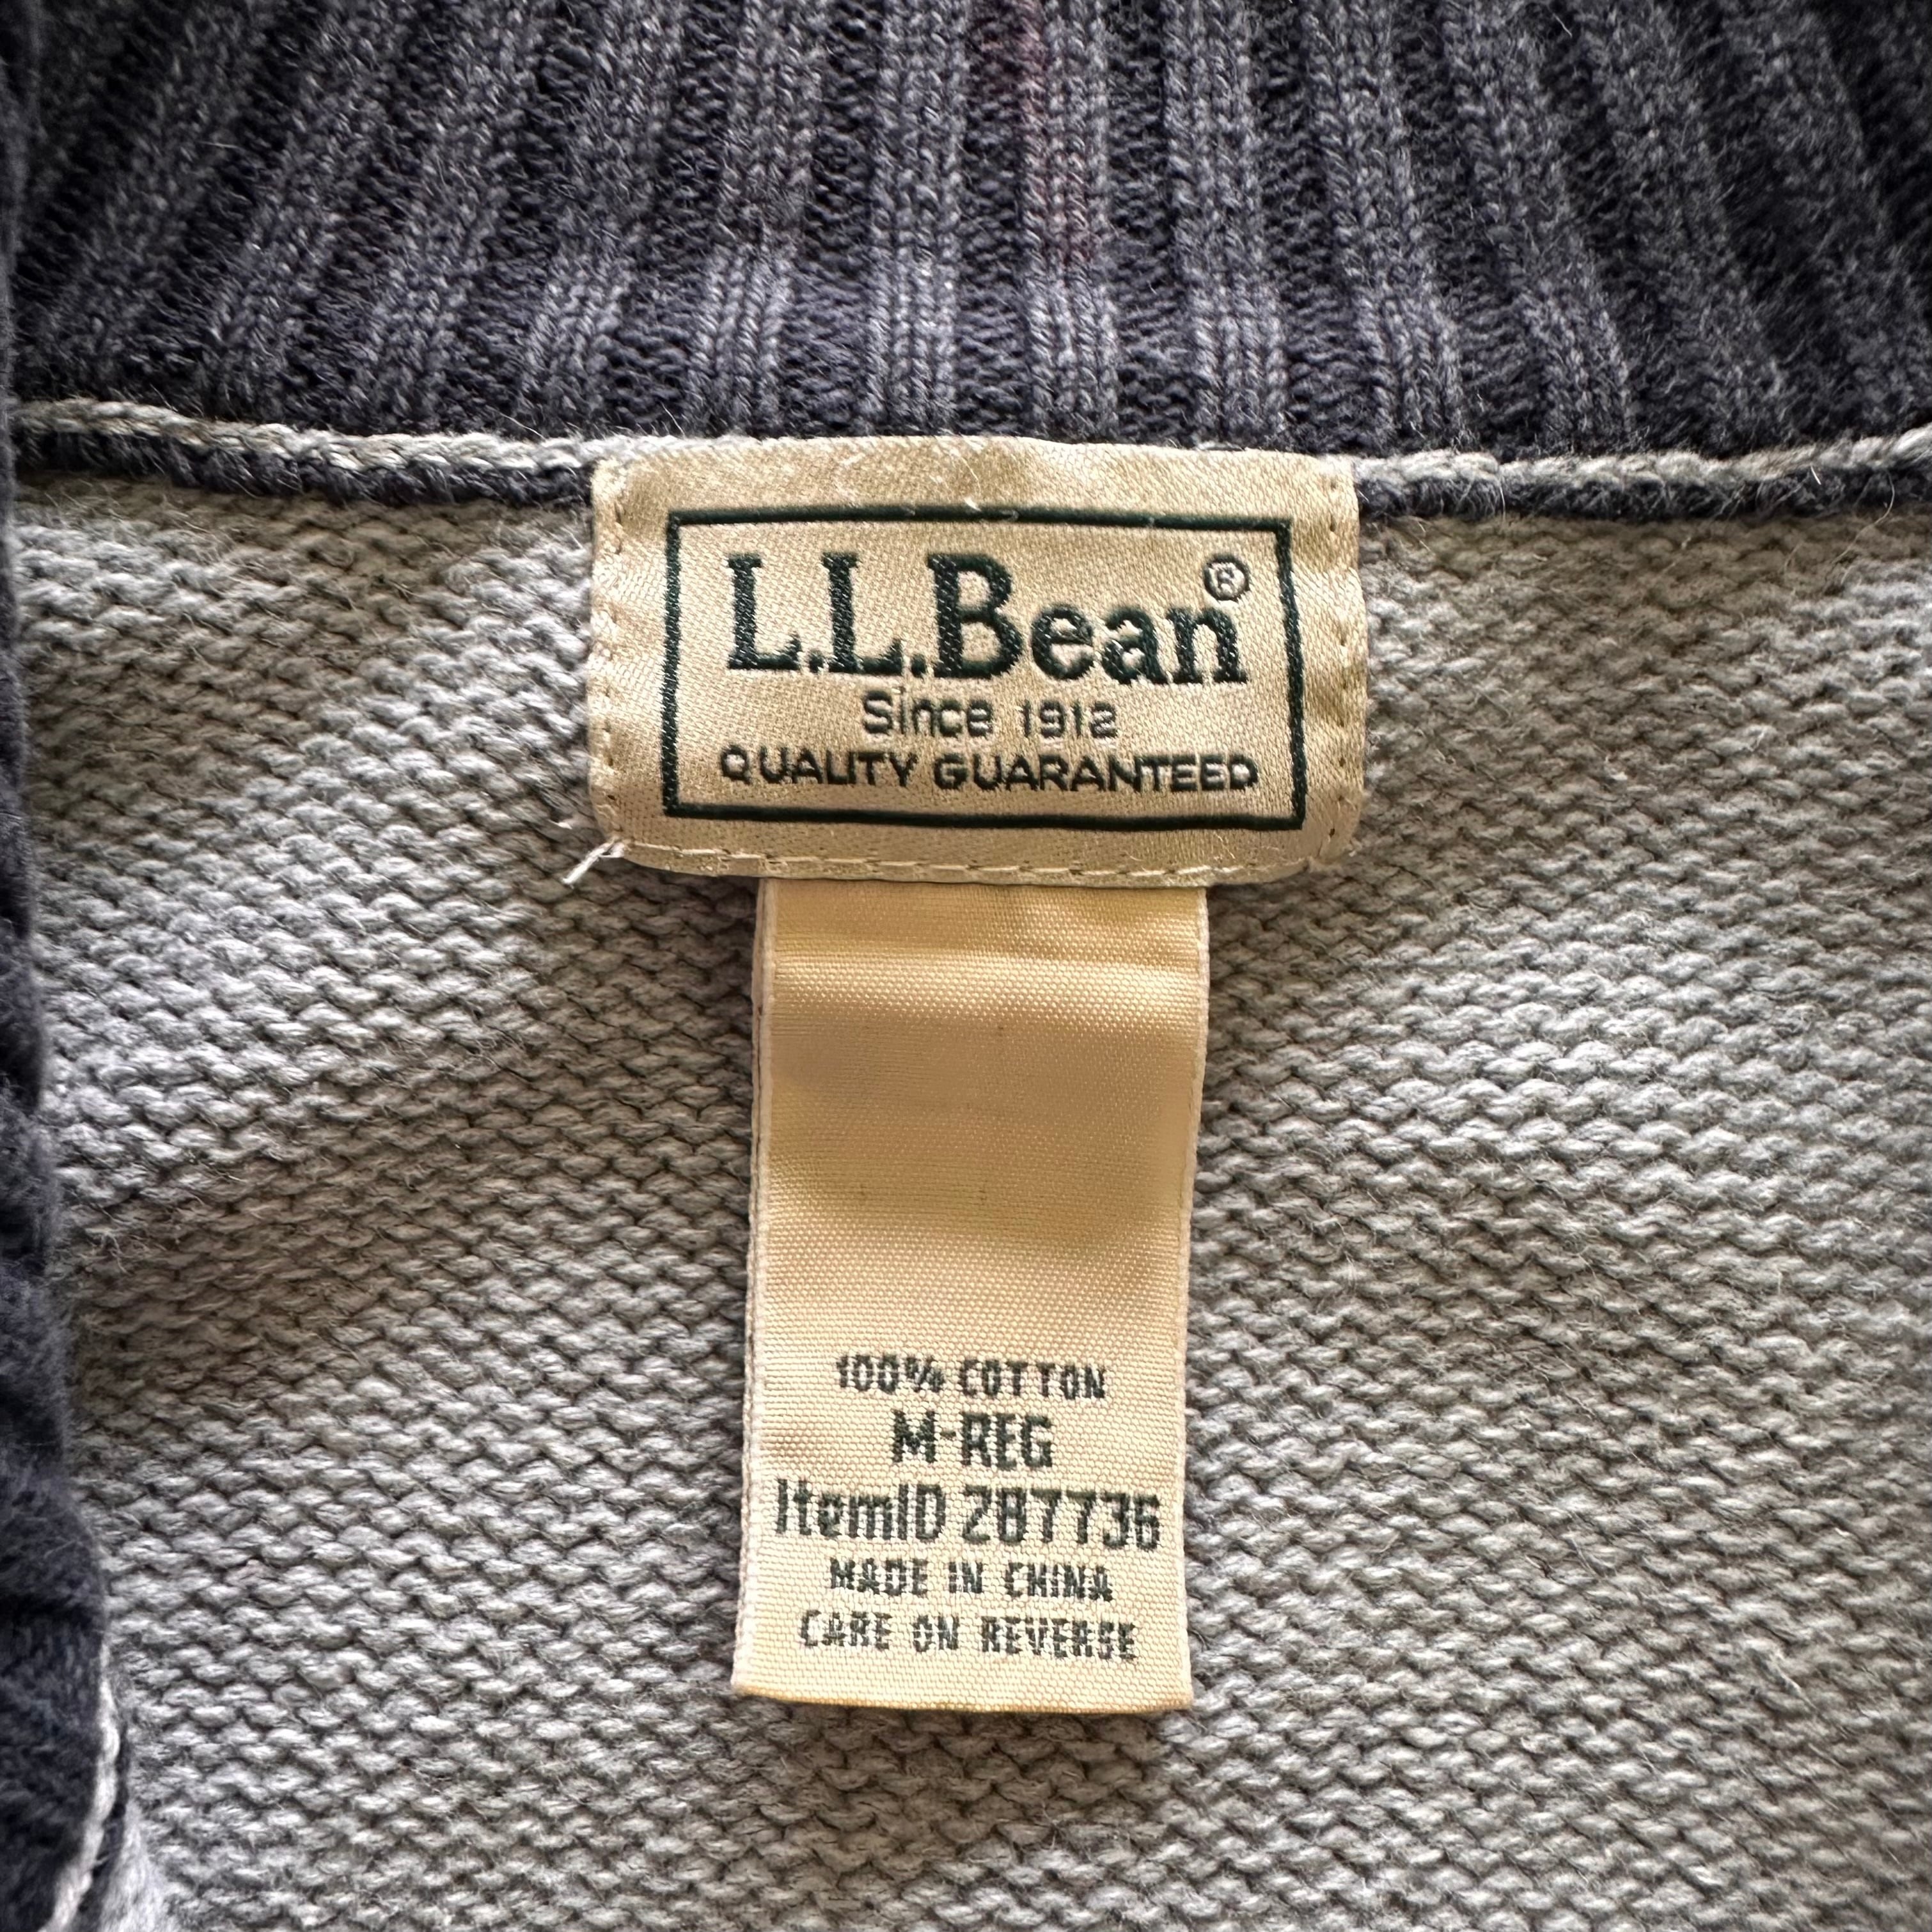 L.L.Bean®
Since 1912
QUALITY GUARANTEED
100% COTTON
M-REG
ItemID 287736
MADE IN CHINA
CARE ON REVERSE